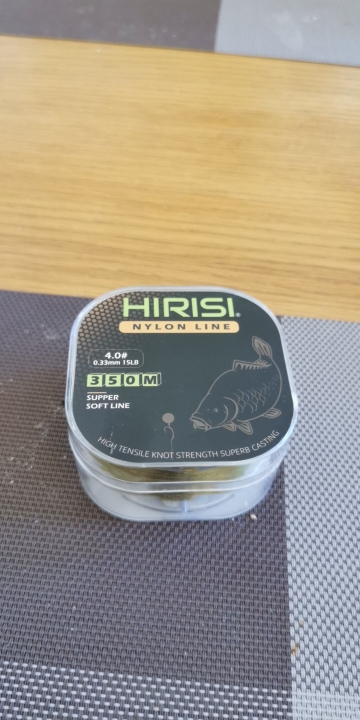 HIRISI®
NYLON LINE
4.0#
0.33mm 15LB
350M
SUPPER
SOFT LINE
HIGH TENSILE KNOT STRENGTH SUPERB CASTING